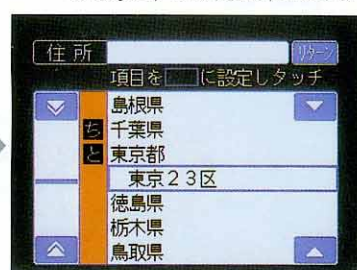 住所
リターン
項目を　に設定しタッチ
島根県
ち 千葉県
と 東京都
東京２３区
徳島県
栃木県
鳥取県